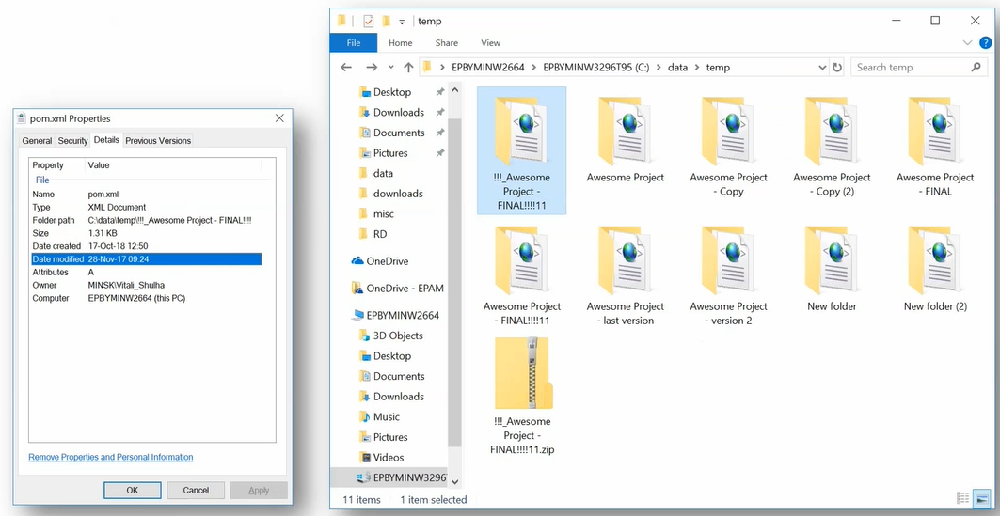 pom.xml Properties
General Security Details Previous Versions
Property Value
File
Name pom.xml
Type XML Document
Folder path C:\data\temp\!!!_Awesome Project - FINAL!!!!
Size 1.31 KB
Date created 17-Oct-18 12:50
Date modified 28-Nov-17 09:24
Attributes A
Owner MINSK\Vitali_Shulha
Computer EPBYMINW2664 (this PC)
Remove Properties and Personal Information
OK Cancel Apply
temp
File Home Share View
?
EPBYMINW2664 > EPBYMINW3296T95 (C:) > data > temp
Search temp
Desktop
Downloads
Documents
Pictures
data
downloads
misc
RD
OneDrive
OneDrive - EPAM
EPBYMINW2664
3D Objects
Desktop
Documents
Downloads
Music
Pictures
Videos
EPBYMINW3296T
!!!_Awesome
Project -
FINAL!!!!11
Awesome Project
Awesome Project
- Copy
Awesome Project
- Copy (2)
Awesome Project
- FINAL
Awesome Project
- FINAL!!!!11
Awesome Project
- last version
Awesome Project
- version 2
New folder
New folder (2)
!!!_Awesome
Project -
FINAL!!!!11.zip
11 items 1 item selected